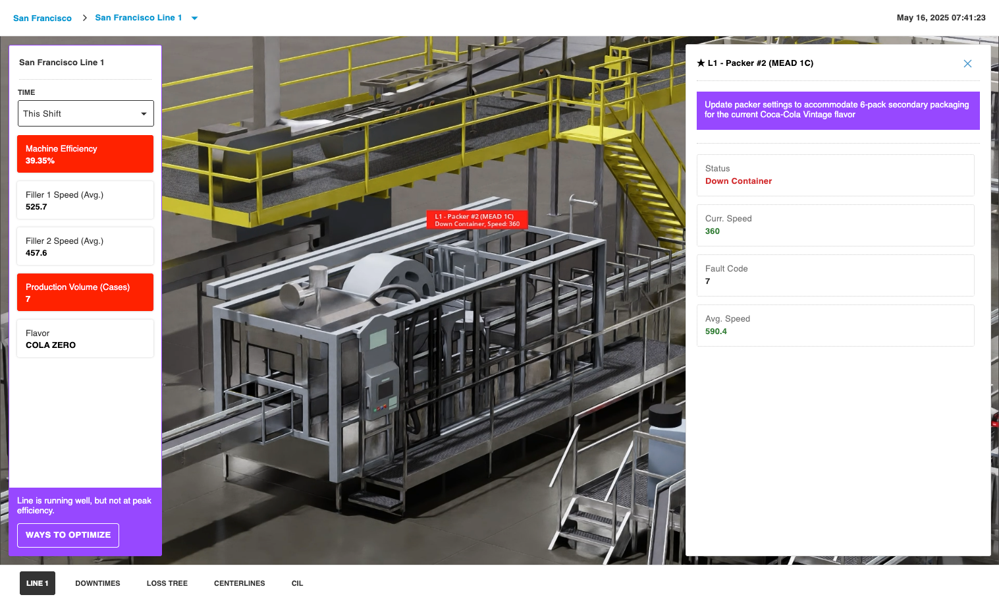 San Francisco > San Francisco Line 1
May 16, 2025 07:41:23
San Francisco Line 1
TIME
This Shift
Machine Efficiency
39.35%
Filler 1 Speed (Avg.)
525.7
Filler 2 Speed (Avg.)
457.6
Production Volume (Cases)
7
Flavor
COLA ZERO
Line is running well, but not at peak
efficiency.
WAYS TO OPTIMIZE
L1 - Packer #2 (MEAD 1C)
Down Container, Speed: 360
★ L1 - Packer #2 (MEAD 1C)
Update packer settings to accommodate 6-pack secondary packaging
for the current Coca-Cola Vintage flavor
Status
Down Container
Curr. Speed
360
Fault Code
7
Avg. Speed
590.4
LINE 1
DOWNTIMES
LOSS TREE
CENTERLINES
CIL